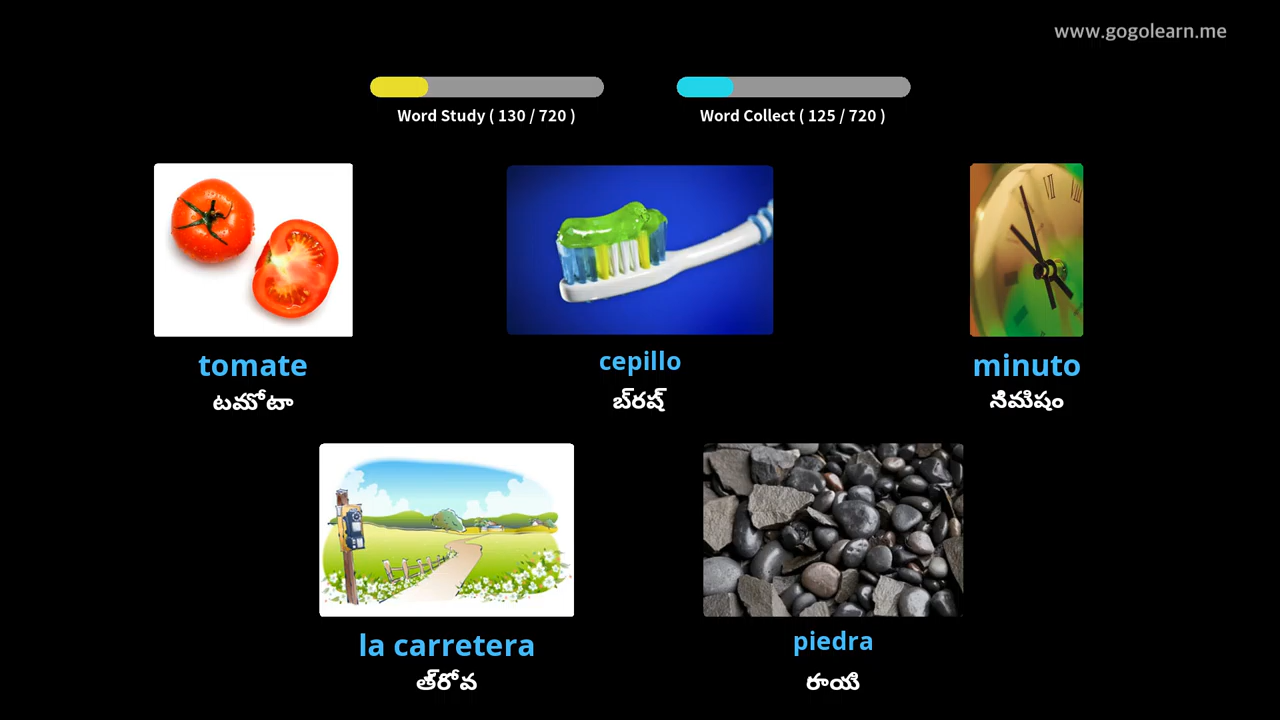 www.gogolearn.me
Word Study ( 130 / 720 )
Word Collect ( 125 / 720 )
tomate
టమోటా
cepillo
బ్‌రష్
minuto
నిమిషం
la carretera
త్‌రోవ
piedra
రాయి